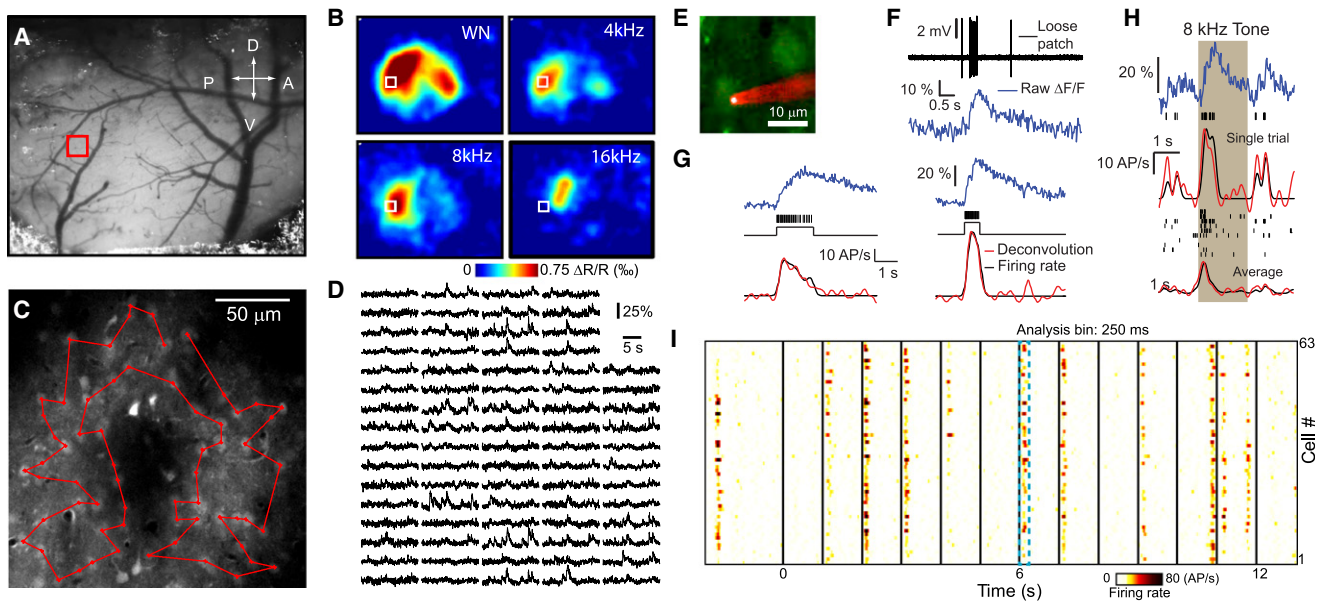 A
D
P
A
V
B
WN
4kHz
8kHz
16kHz
0
0.75 ΔR/R (‰)
C
50 μm
D
25%
5 s
E
10 μm
F
2 mV
Loose
patch
10 %
0.5 s
Raw ΔF/F
20 %
Deconvolution
Firing rate
G
10 AP/s
1 s
H
8 kHz Tone
20 %
1 s
Single trial
10 AP/s
Average
1 s
I
Analysis bin: 250 ms
63
Cell #
1
0
6
12
Time (s)
0
80 (AP/s)
Firing rate